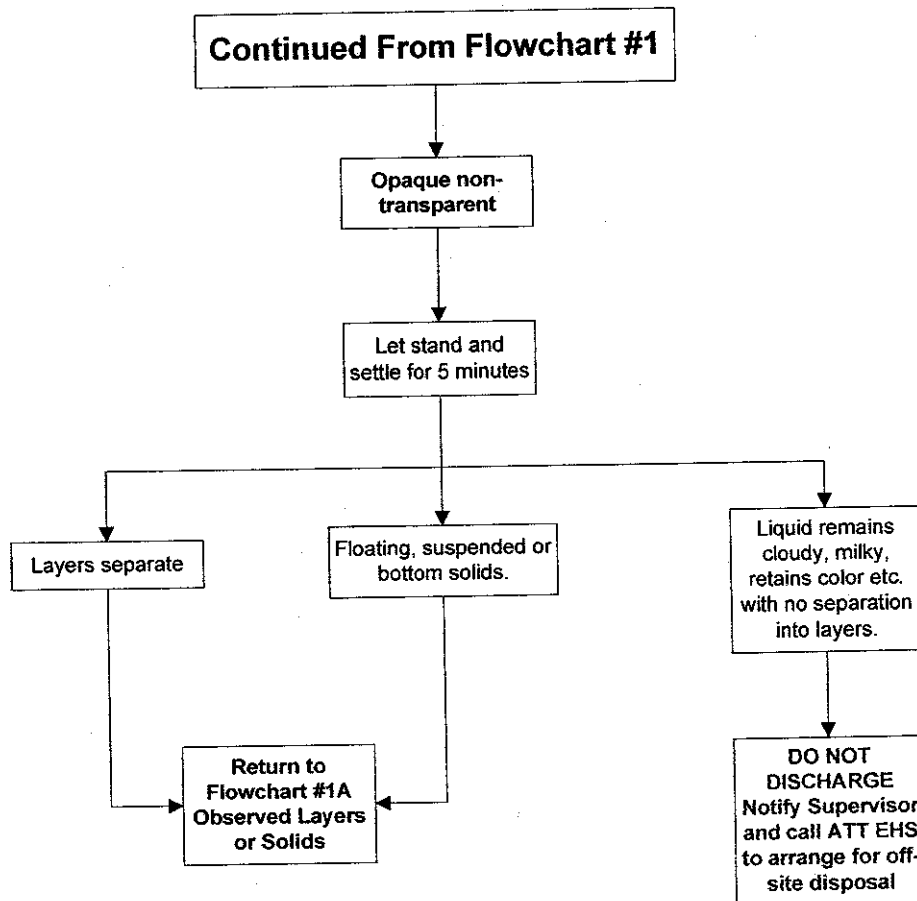 Continued From Flowchart #1
Opaque non-
transparent
Let stand and
settle for 5 minutes
Layers separate
Floating, suspended or
bottom solids.
Liquid remains
cloudy, milky,
retains color etc.
with no separation
into layers.
Return to
Flowchart #1A
Observed Layers
or Solids
DO NOT
DISCHARGE
Notify Supervisor
and call ATT EHS
to arrange for off-
site disposal